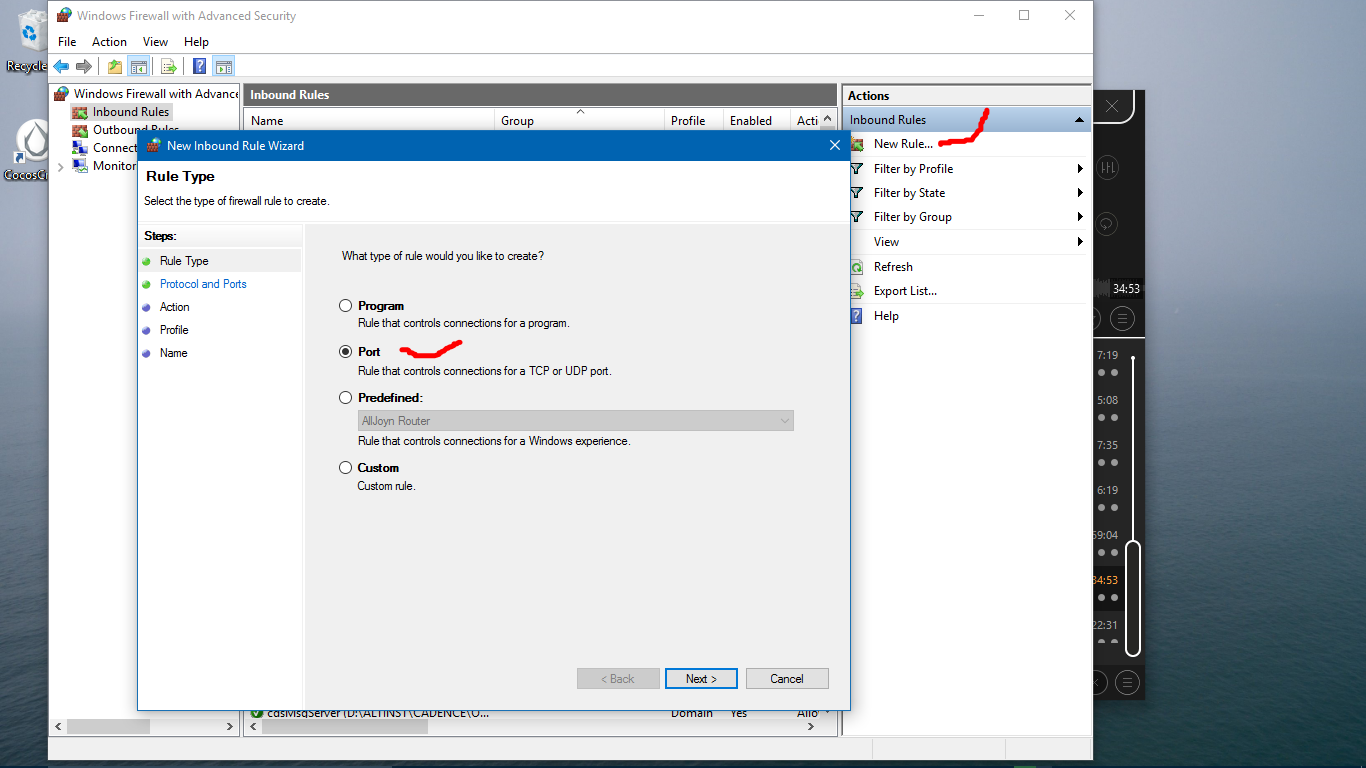 Windows Firewall with Advanced Security
File Action View Help
Recycle
CocosCr
Windows Firewall with Advance
Inbound Rules
Outbound Rules
Connect
Monitor
Inbound Rules
Name Group Profile Enabled Acti
New Inbound Rule Wizard
Rule Type
Select the type of firewall rule to create.
Steps:
Rule Type
Protocol and Ports
Action
Profile
Name
What type of rule would you like to create?
Program
Rule that controls connections for a program.
Port
Rule that controls connections for a TCP or UDP port.
Predefined:
AllJoyn Router
Rule that controls connections for a Windows experience.
Custom
Custom rule.
< Back Next > Cancel
cdsMsgServer (D:\ALTINST\CADENCE\O... Domain Yes Allo
Actions
Inbound Rules
New Rule...
Filter by Profile
Filter by State
Filter by Group
View
Refresh
Export List...
Help
34:53
7:19
5:08
7:35
6:19
59:04
34:53
22:31